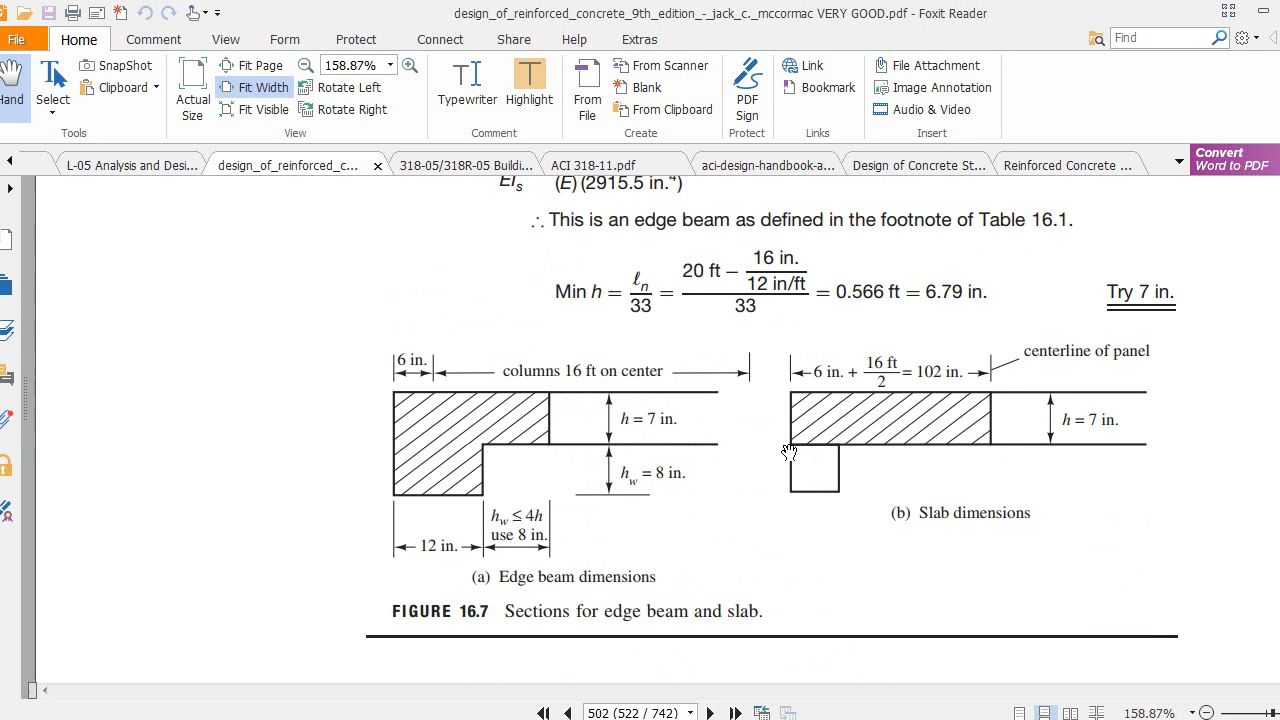 design_of_reinforced_concrete_9th_edition_-_jack_c._mccormac VERY GOOD.pdf - Foxit Reader
File Home Comment View Form Protect Connect Share Help Extras Find
Hand Select SnapShot Clipboard Actual Size Fit Page Fit Width Fit Visible 158.87% Rotate Left Rotate Right Typewriter Highlight From File From Scanner Blank From Clipboard PDF Sign Link Bookmark File Attachment Image Annotation Audio & Video
Tools View Comment Create Protect Links Insert
L-05 Analysis and Desi... design_of_reinforced_c... 318-05/318R-05 Buildi... ACI 318-11.pdf aci-design-handbook-a... Design of Concrete St... Reinforced Concrete ... Convert Word to PDF
EIs (E) (2915.5 in.⁴)
∴ This is an edge beam as defined in the footnote of Table 16.1.
Min h = ℓn/33 = (20 ft − 16 in./12 in/ft)/33 = 0.566 ft = 6.79 in. Try 7 in.
6 in. columns 16 ft on center
6 in. + 16 ft/2 = 102 in. centerline of panel
h = 7 in. h = 7 in.
hw = 8 in.
hw ≤ 4h
use 8 in.
12 in.
(b) Slab dimensions
(a) Edge beam dimensions
FIGURE 16.7 Sections for edge beam and slab.
502 (522 / 742) 158.87%